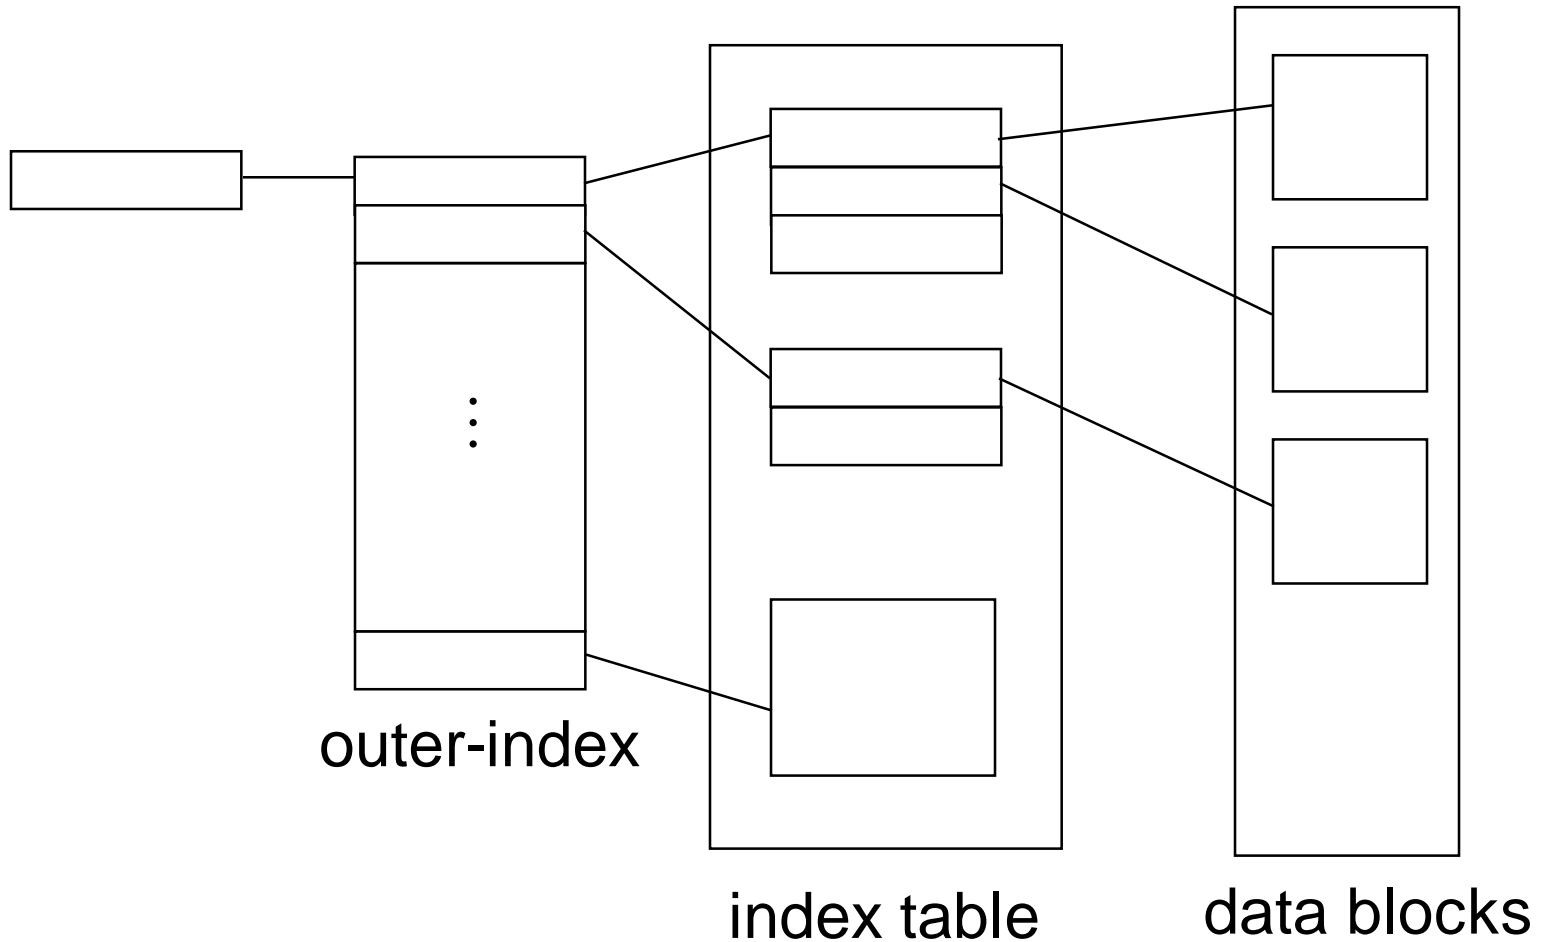 outer-index
index table
data blocks